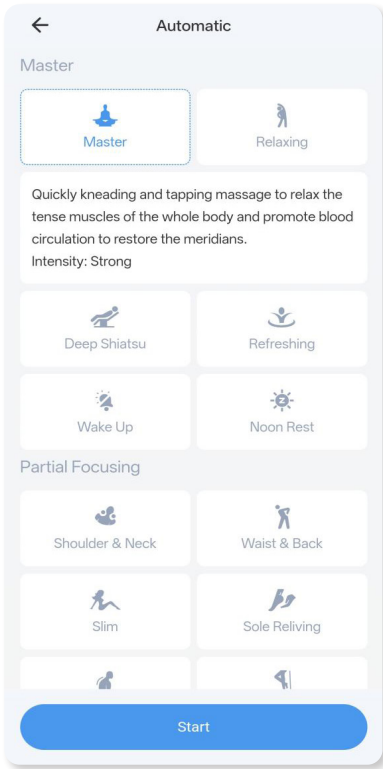 Automatic
Master
Master
Relaxing
Quickly kneading and tapping massage to relax the
tense muscles of the whole body and promote blood
circulation to restore the meridians.
Intensity: Strong
Deep Shiatsu
Refreshing
Wake Up
Noon Rest
Partial Focusing
Shoulder & Neck
Waist & Back
Slim
Sole Reliving
Start